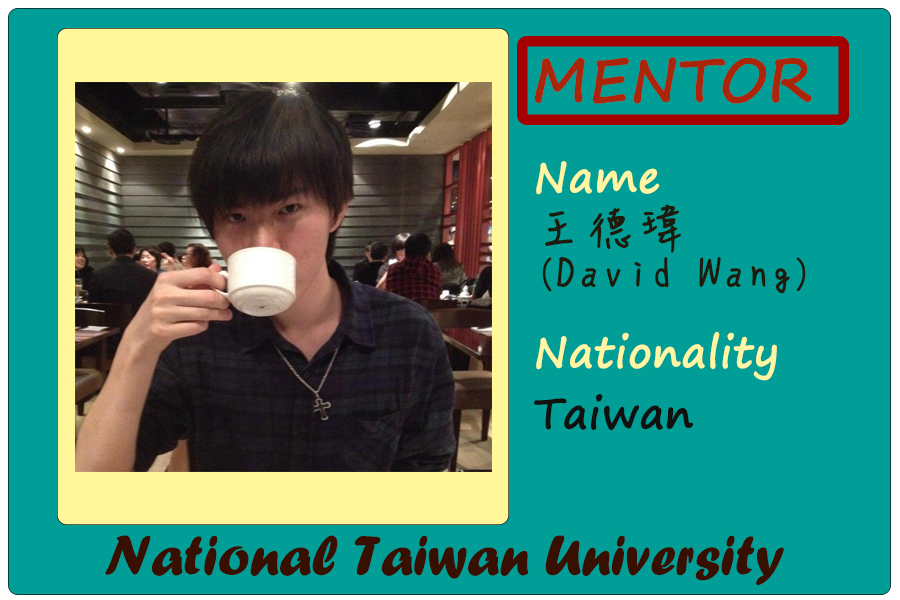 MENTOR
Name
王德瑋
(David Wang)
Nationality
Taiwan
National Taiwan University